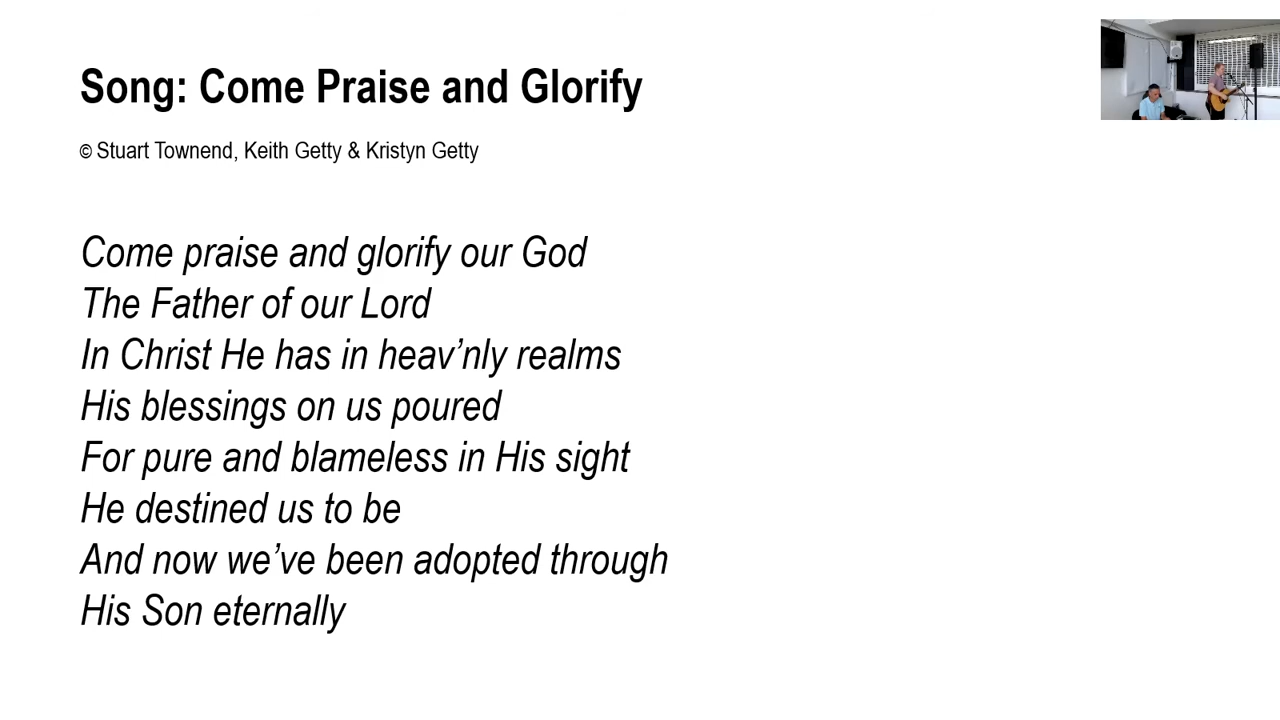 Song: Come Praise and Glorify
© Stuart Townend, Keith Getty & Kristyn Getty
Come praise and glorify our God
The Father of our Lord
In Christ He has in heav’nly realms
His blessings on us poured
For pure and blameless in His sight
He destined us to be
And now we’ve been adopted through
His Son eternally